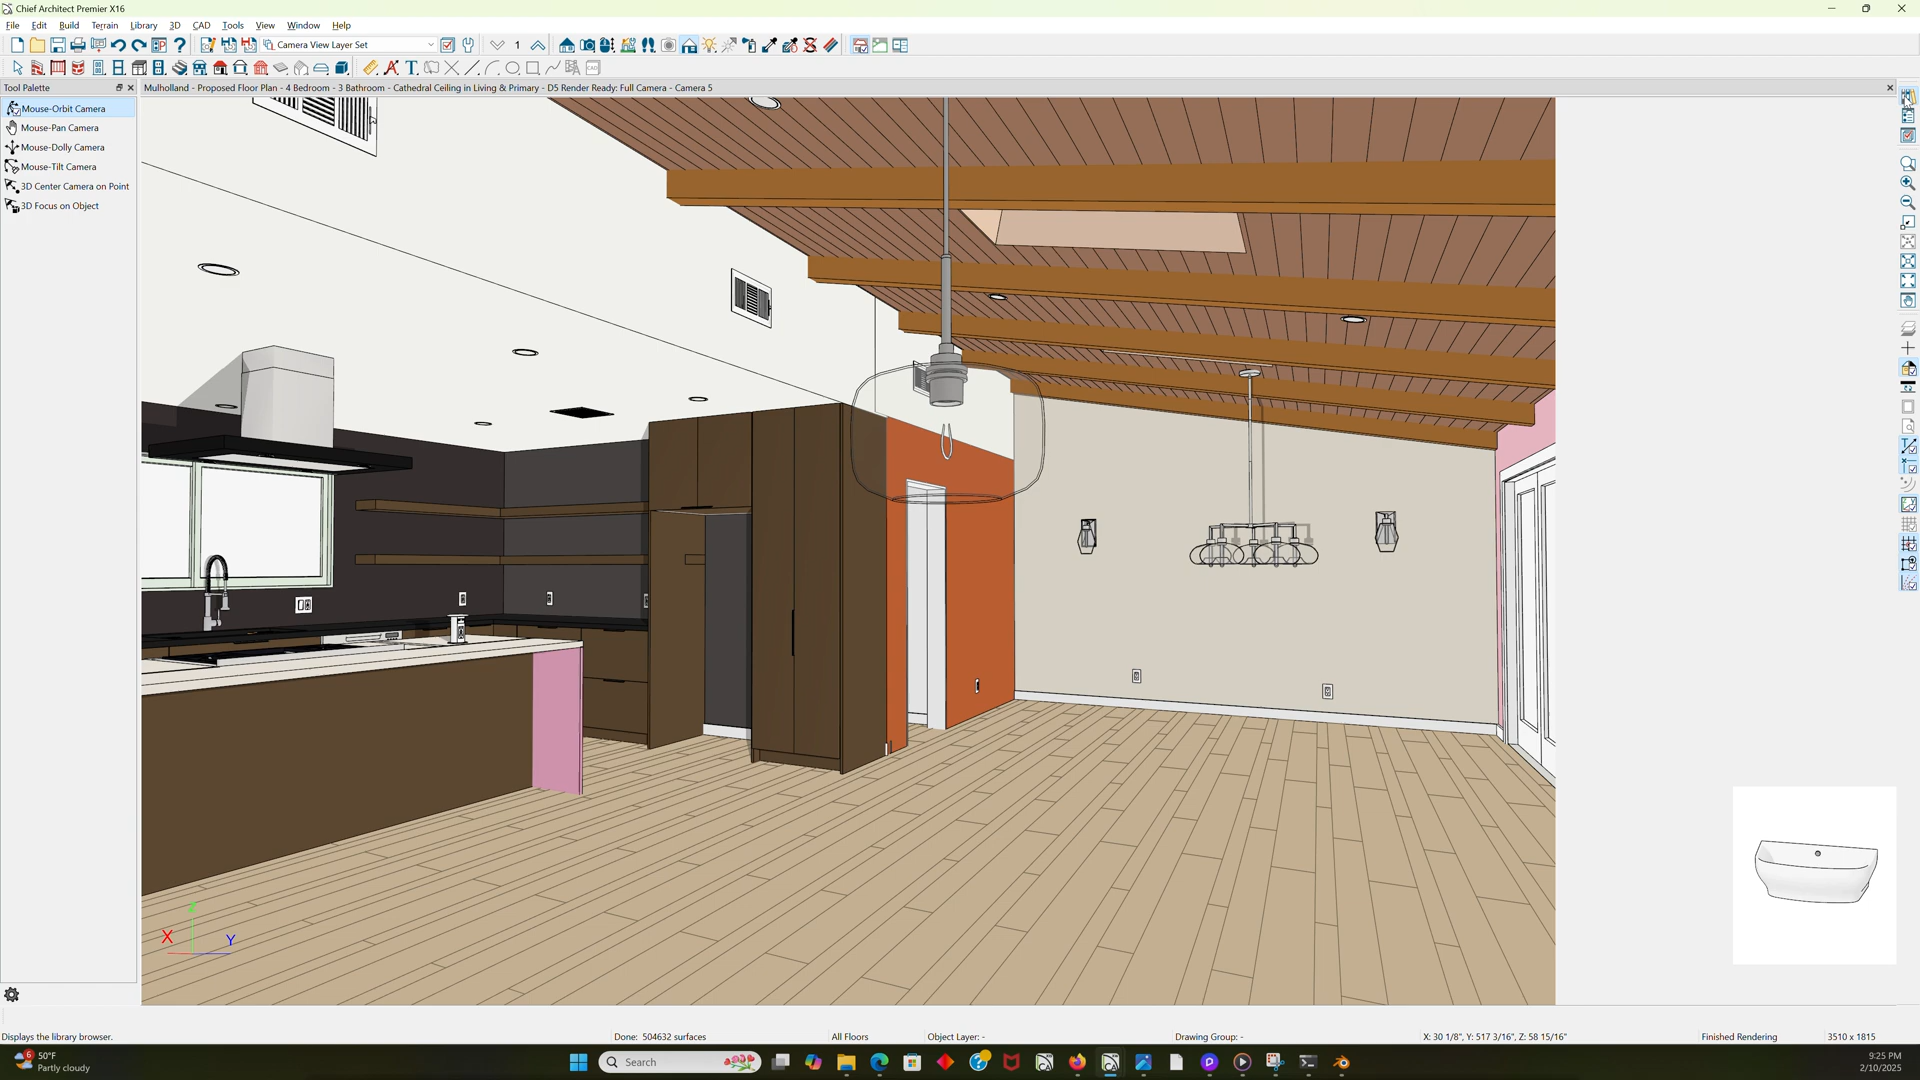 Chief Architect Premier X16
File Edit Build Terrain Library 3D CAD Tools View Window Help
Camera View Layer Set
1
Tool Palette
Mulholland - Proposed Floor Plan - 4 Bedroom - 3 Bathroom - Cathedral Ceiling in Living & Primary - D5 Render Ready: Full Camera - Camera 5
Mouse-Orbit Camera
Mouse-Pan Camera
Mouse-Dolly Camera
Mouse-Tilt Camera
3D Center Camera on Point
3D Focus on Object
Z
X
Y
Displays the library browser.
Done: 504632 surfaces
All Floors
Object Layer: -
Drawing Group: -
X: 30 1/8", Y: 517 3/16", Z: 58 15/16"
Finished Rendering
3510 x 1815
6
50°F
Partly cloudy
Search
9:25 PM
2/10/2025